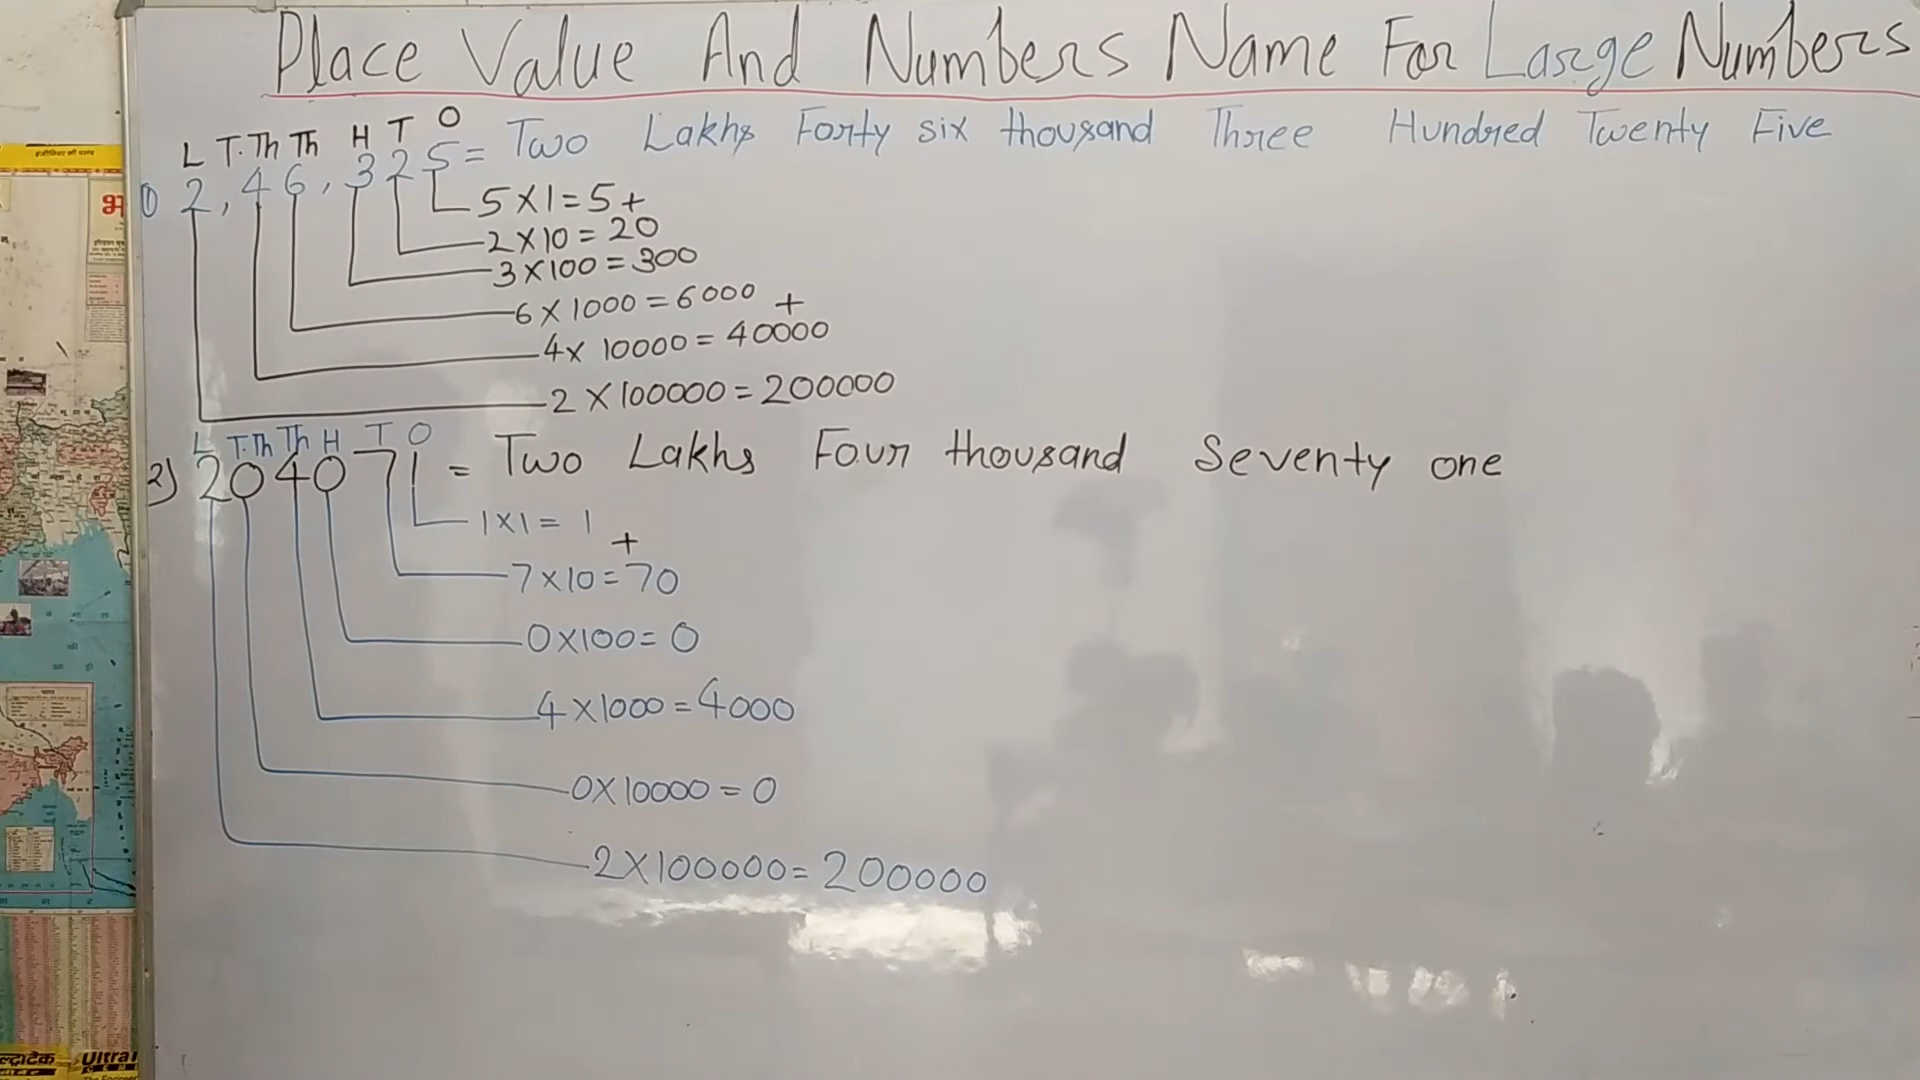 Place Value And Numbers Name For Large Numbers
L T.Th Th H T O
1) 2,46,325 = Two Lakhs Forty six thousand Three Hundred Twenty Five
5 X 1 = 5 +
2 X 10 = 20
3 X 100 = 300
6 X 1000 = 6000 +
4 X 10000 = 40000
2 X 100000 = 200000
L T.Th Th H T O
2) 204071 = Two Lakhs Four thousand Seventy one
1 X 1 = 1
+
7 X 10 = 70
0 X 100 = 0
4 X 1000 = 4000
0 X 10000 = 0
2 X 100000 = 200000